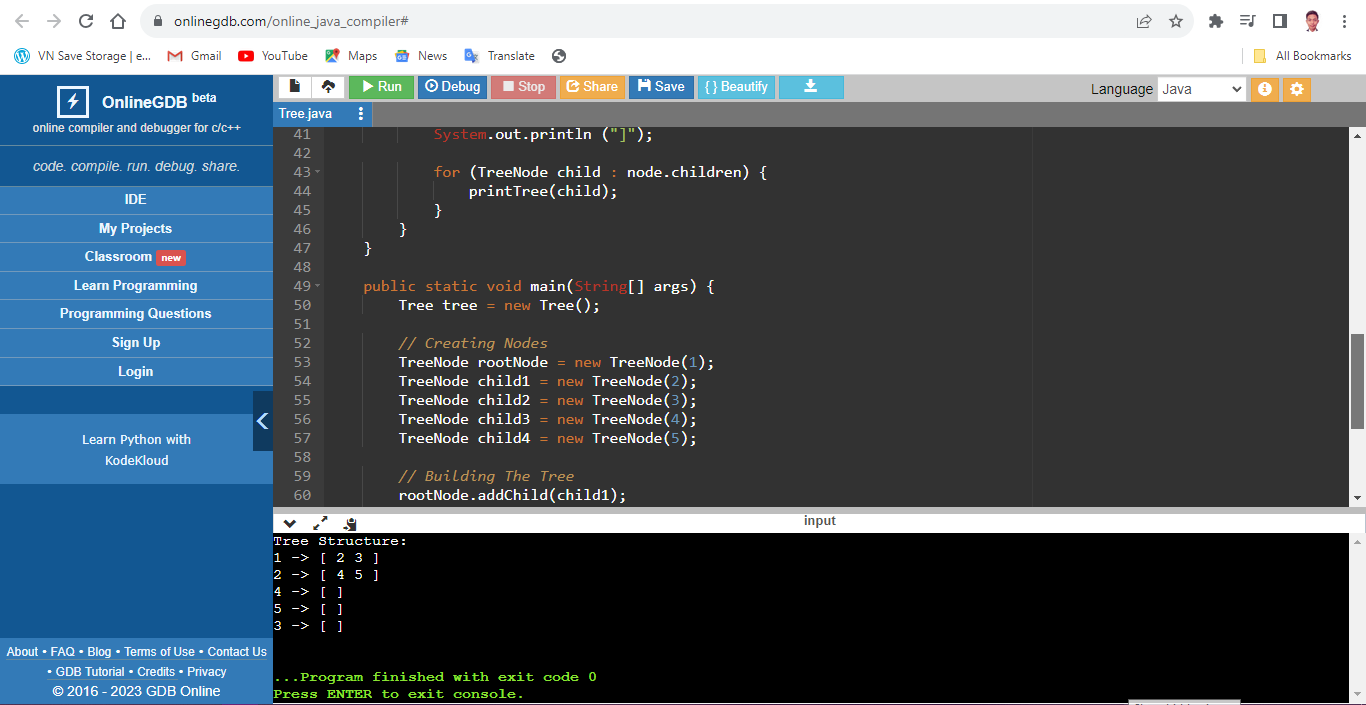 onlinegdb.com/online_java_compiler#
VN Save Storage | e...
Gmail
YouTube
Maps
News
Translate
All Bookmarks
OnlineGDB beta
online compiler and debugger for c/c++
code. compile. run. debug. share.
IDE
My Projects
Classroom new
Learn Programming
Programming Questions
Sign Up
Login
Learn Python with
KodeKloud
About • FAQ • Blog • Terms of Use • Contact Us
• GDB Tutorial • Credits • Privacy
© 2016 - 2023 GDB Online
Run Debug Stop Share Save { } Beautify
Language Java
Tree.java
41 System.out.println ("]");
42
43 for (TreeNode child : node.children) {
44 printTree(child);
45 }
46 }
47 }
48
49 public static void main(String[] args) {
50 Tree tree = new Tree();
51
52 // Creating Nodes
53 TreeNode rootNode = new TreeNode(1);
54 TreeNode child1 = new TreeNode(2);
55 TreeNode child2 = new TreeNode(3);
56 TreeNode child3 = new TreeNode(4);
57 TreeNode child4 = new TreeNode(5);
58
59 // Building The Tree
60 rootNode.addChild(child1);
input
Tree Structure:
1 -> [ 2 3 ]
2 -> [ 4 5 ]
4 -> [ ]
5 -> [ ]
3 -> [ ]
...Program finished with exit code 0
Press ENTER to exit console.